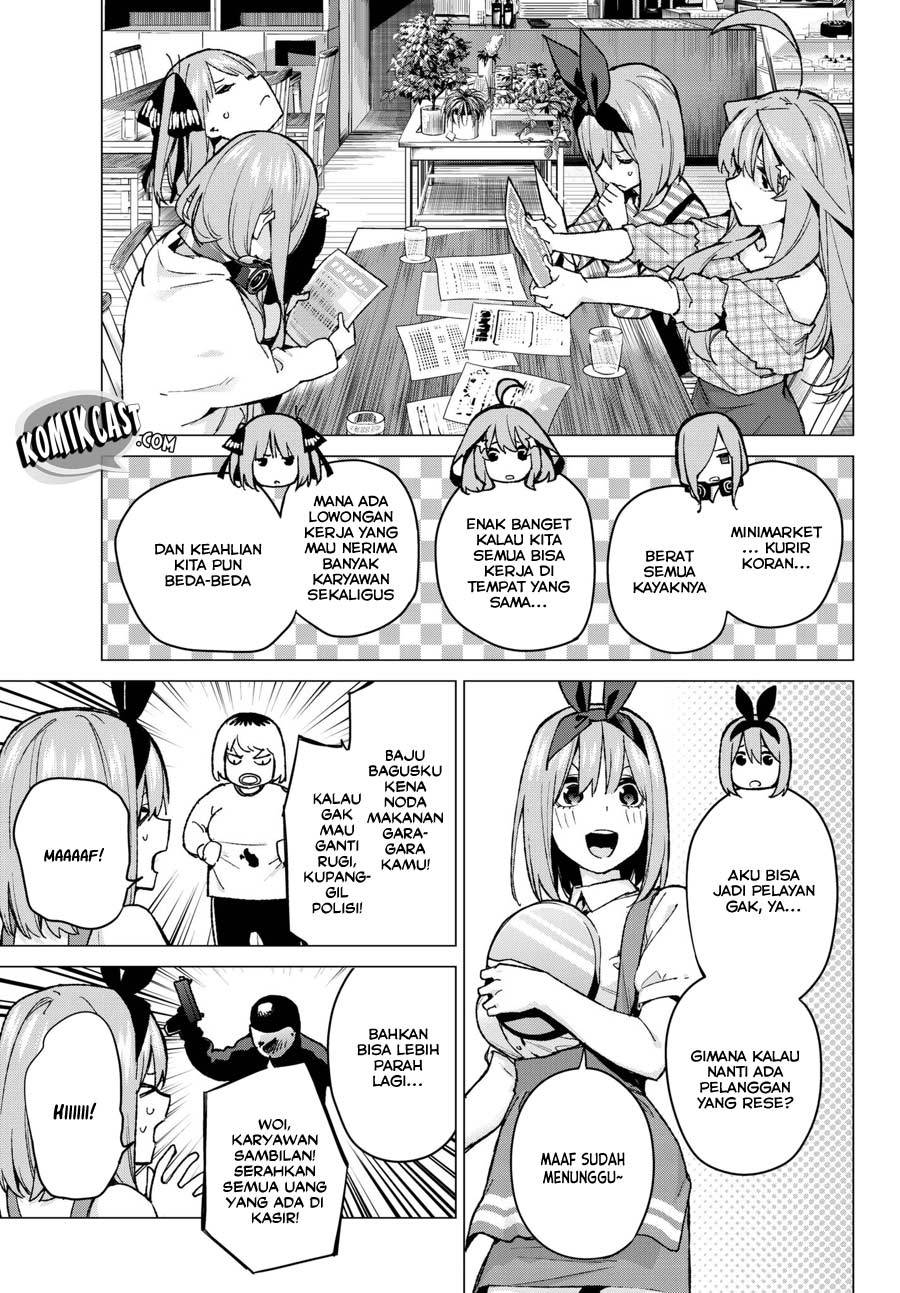 KOMIKCAST
.COM
MINIMARKET
... KURIR
KORAN...
BERAT
SEMUA
KAYAKNYA
ENAK BANGET
KALAU KITA
SEMUA BISA
KERJA DI
TEMPAT YANG
SAMA...
MANA ADA
LOWONGAN
KERJA YANG
MAU NERIMA
BANYAK
KARYAWAN
SEKALIGUS
DAN KEAHLIAN
KITA PUN
BEDA-BEDA
AKU BISA
JADI PELAYAN
GAK, YA...
GIMANA KALAU
NANTI ADA
PELANGGAN
YANG RESE?
MAAF SUDAH
MENUNGGU~
BAJU
BAGUSKU
KENA
NODA
MAKANAN
GARA-
GARA
KAMU!
KALAU
GAK
MAU
GANTI
RUGI,
KUPANG-
GIL
POLISI!
MAAAAF!
BAHKAN
BISA LEBIH
PARAH
LAGI...
WOI,
KARYAWAN
SAMBILAN!
SERAHKAN
SEMUA UANG
YANG ADA DI
KASIR!
HIIIIII!